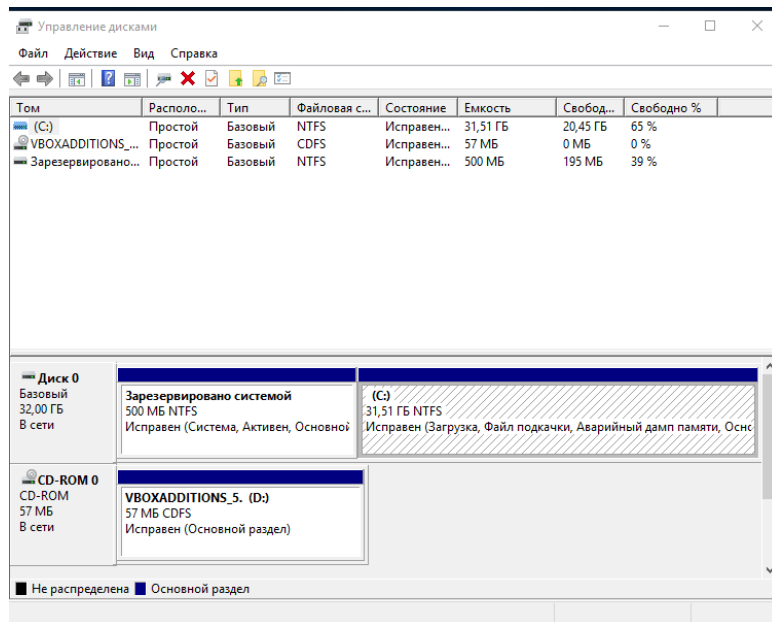 Управление дисками
Файл Действие Вид Справка
Том Располо... Тип Файловая с... Состояние Емкость Свобод... Свободно %
(C:) Простой Базовый NTFS Исправен... 31,51 ГБ 20,45 ГБ 65 %
VBOXADDITIONS_... Простой Базовый CDFS Исправен... 57 МБ 0 МБ 0 %
Зарезервировано... Простой Базовый NTFS Исправен... 500 МБ 195 МБ 39 %
Диск 0
Базовый
32,00 ГБ
В сети
Зарезервировано системой
500 МБ NTFS
Исправен (Система, Активен, Основной
(C:)
31,51 ГБ NTFS
Исправен (Загрузка, Файл подкачки, Аварийный дамп памяти, Осно
CD-ROM 0
CD-ROM
57 МБ
В сети
VBOXADDITIONS_5. (D:)
57 МБ CDFS
Исправен (Основной раздел)
Не распределена Основной раздел